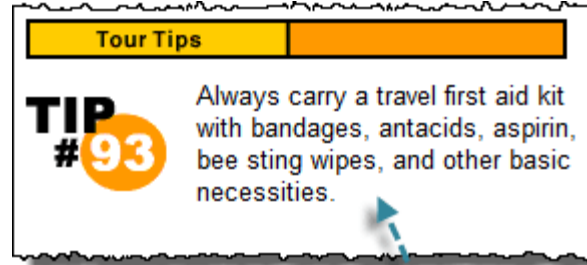 Tour Tips
TIP
#93
Always carry a travel first aid kit
with bandages, antacids, aspirin,
bee sting wipes, and other basic
necessities.